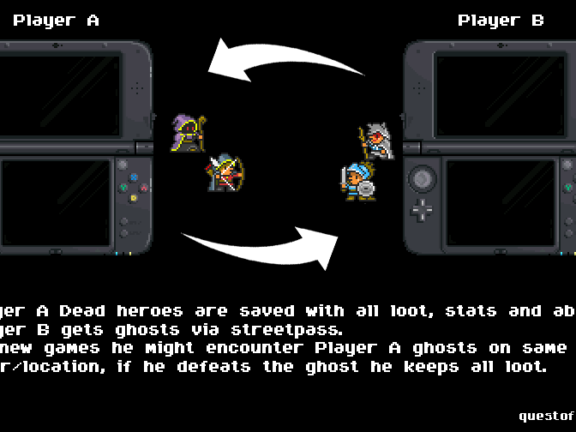 Player A
Player B
yer A Dead heroes are saved with all loot, stats and ab
yer B gets ghosts via streetpass.
new games he might encounter Player A ghosts on same
r/location, if he defeats the ghost he keeps all loot.
questof